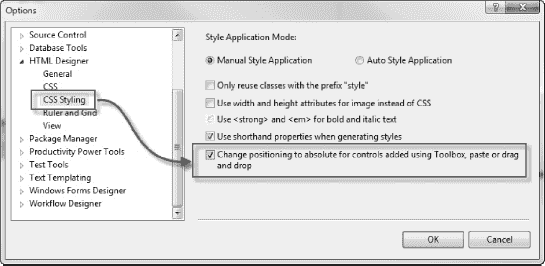 Options
Source Control
Database Tools
HTML Designer
General
CSS
CSS Styling
Ruler and Grid
View
Package Manager
Productivity Power Tools
Test Tools
Text Templating
Windows Forms Designer
Workflow Designer
Style Application Mode:
Manual Style Application
Auto Style Application
Only reuse classes with the prefix "style"
Use width and height attributes for image instead of CSS
Use <strong> and <em> for bold and italic text
Use shorthand properties when generating styles
Change positioning to absolute for controls added using Toolbox, paste or drag
and drop
OK
Cancel